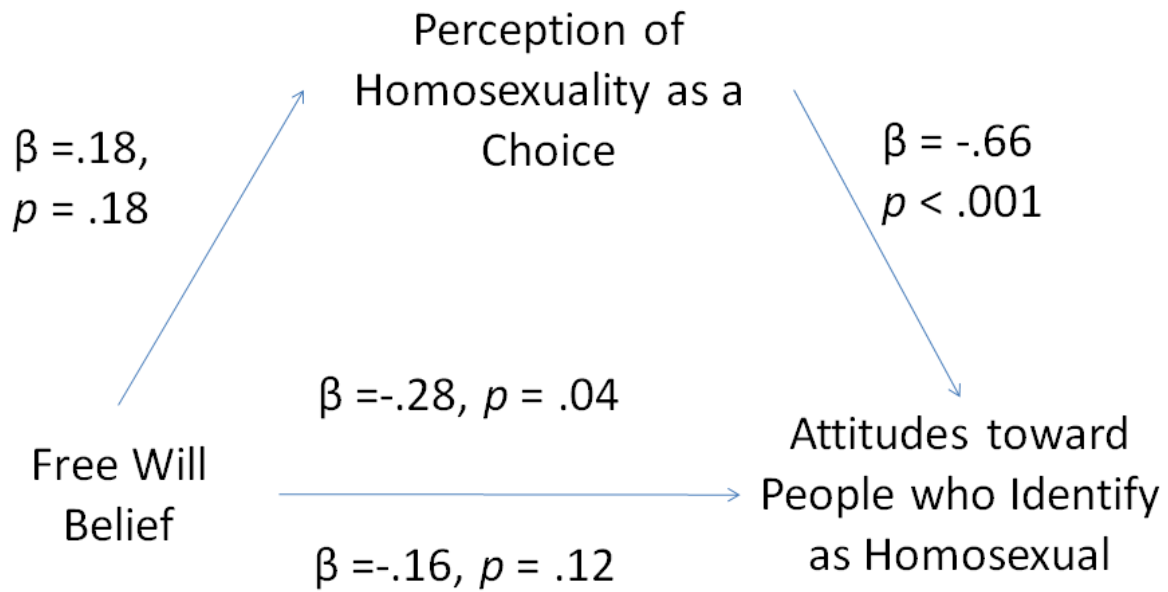 Perception of
Homosexuality as a
Choice
β =.18,
p = .18
β = -.66
p < .001
β =-.28, p = .04
Free Will
Belief
Attitudes toward
People who Identify
as Homosexual
β =-.16, p = .12